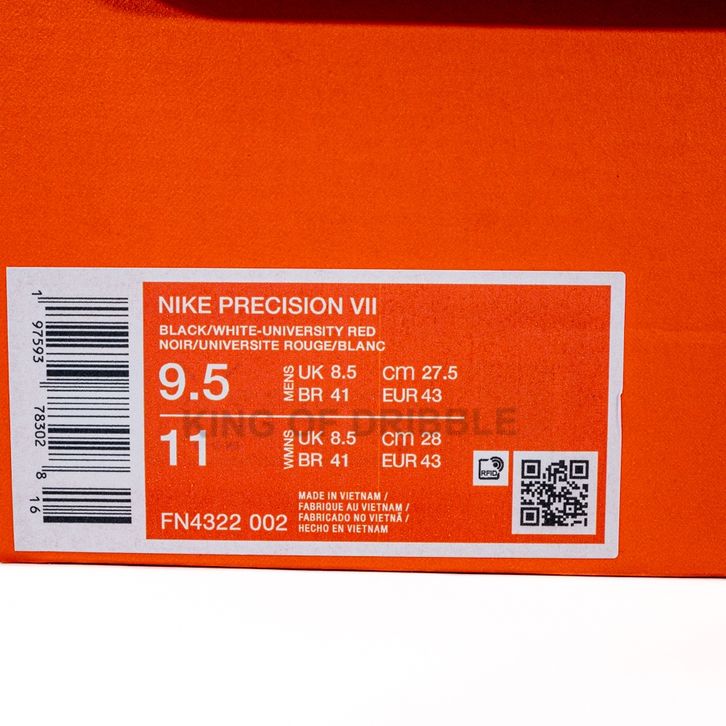 NIKE PRECISION VII
BLACK/WHITE-UNIVERSITY RED
NOIR/UNIVERSITE ROUGE/BLANC
9.5 MENS UK 8.5 cm 27.5
BR 41 EUR 43
KING OF DRIBBLE
11 WMNS UK 8.5 cm 28
BR 41 EUR 43
RFID
FN4322 002
MADE IN VIETNAM /
FABRIQUE AU VIETNAM /
FABRICADO NO VIETNÃ /
HECHO EN VIETNAM
1 97593 78302 8 16